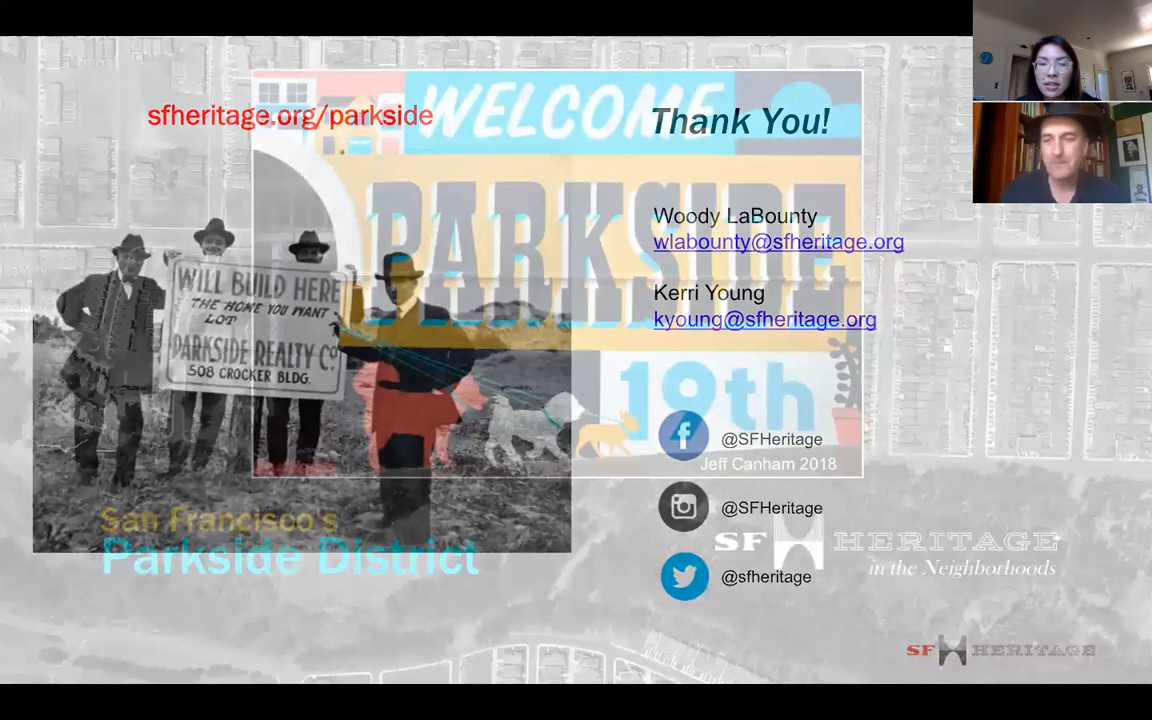 sfheritage.org/parkside
WELCOME
Thank You!
PARKSIDE
Woody LaBounty
wlabounty@sfheritage.org
Kerri Young
kyoung@sfheritage.org
WILL BUILD HERE
THE HOME YOU WANT
LOT
PARKSIDE REALTY Co.
508 CROCKER BLDG.
19th
@SFHeritage
Jeff Canham 2018
@SFHeritage
San Francisco's
Parkside District
SF HERITAGE
in the Neighborhoods
@sfheritage
SF HERITAGE